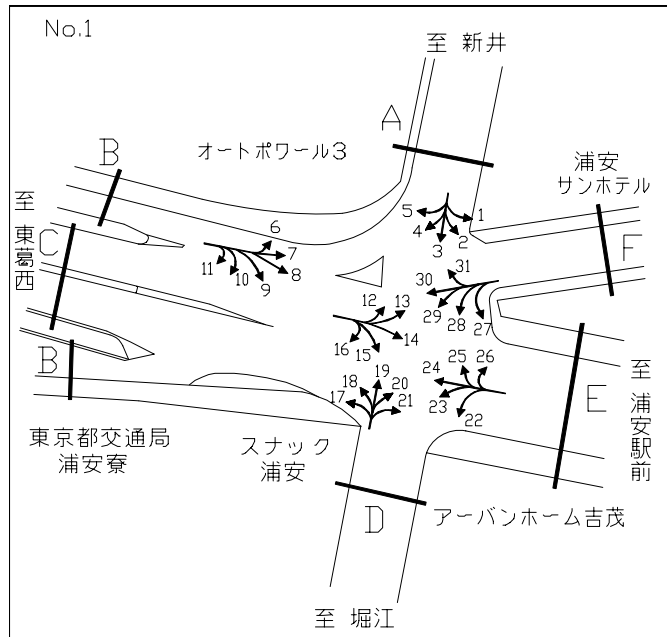 No.1
至 新井
A
オートポワール3
B
浦安
サンホテル
至 東葛西
C
F
6
5
1
4
2
3
7
11
10
8
9
31
30
29
28
27
12
13
14
16
15
19
18
20
17
21
25
26
24
23
22
B
E
至 浦安駅前
東京都交通局
浦安寮
スナック
浦安
D
アーバンホーム吉茂
至 堀江